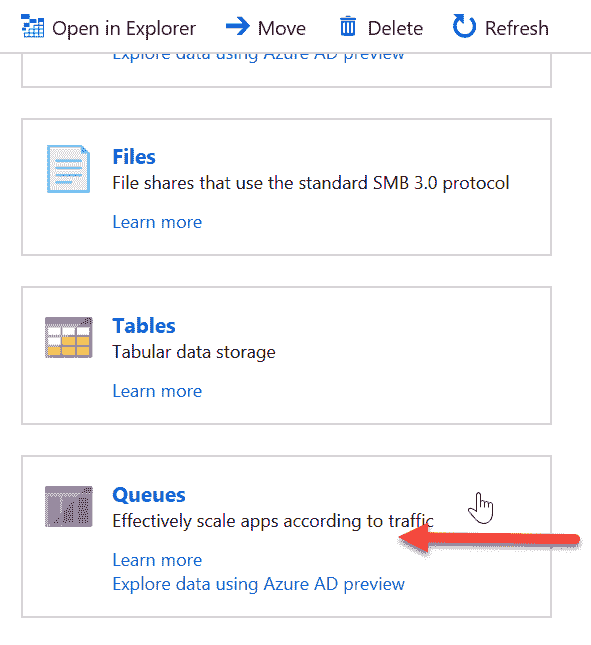 Open in Explorer Move Delete Refresh
Explore data using Azure AD preview
Files
File shares that use the standard SMB 3.0 protocol
Learn more
Tables
Tabular data storage
Learn more
Queues
Effectively scale apps according to traffic
Learn more
Explore data using Azure AD preview